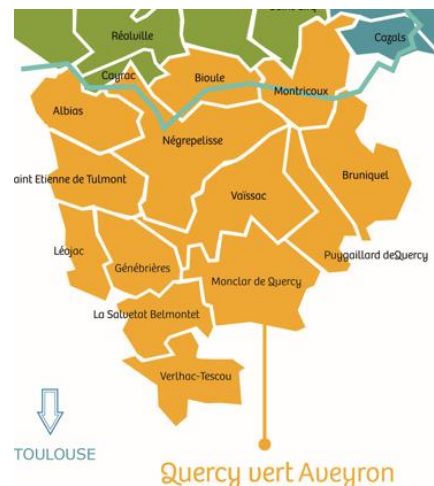 Réalville
Cayrac
Bioule
Cazals
Montricoux
Albias
Négrepelisse
aint Etienne de Tulmont
Vaïssac
Bruniquel
Léojac
Génébrières
Puygaillard deQuercy
Monclar de Quercy
La Salvetat Belmontet
Verlhac-Tescou
TOULOUSE
Quercy vert Aveyron